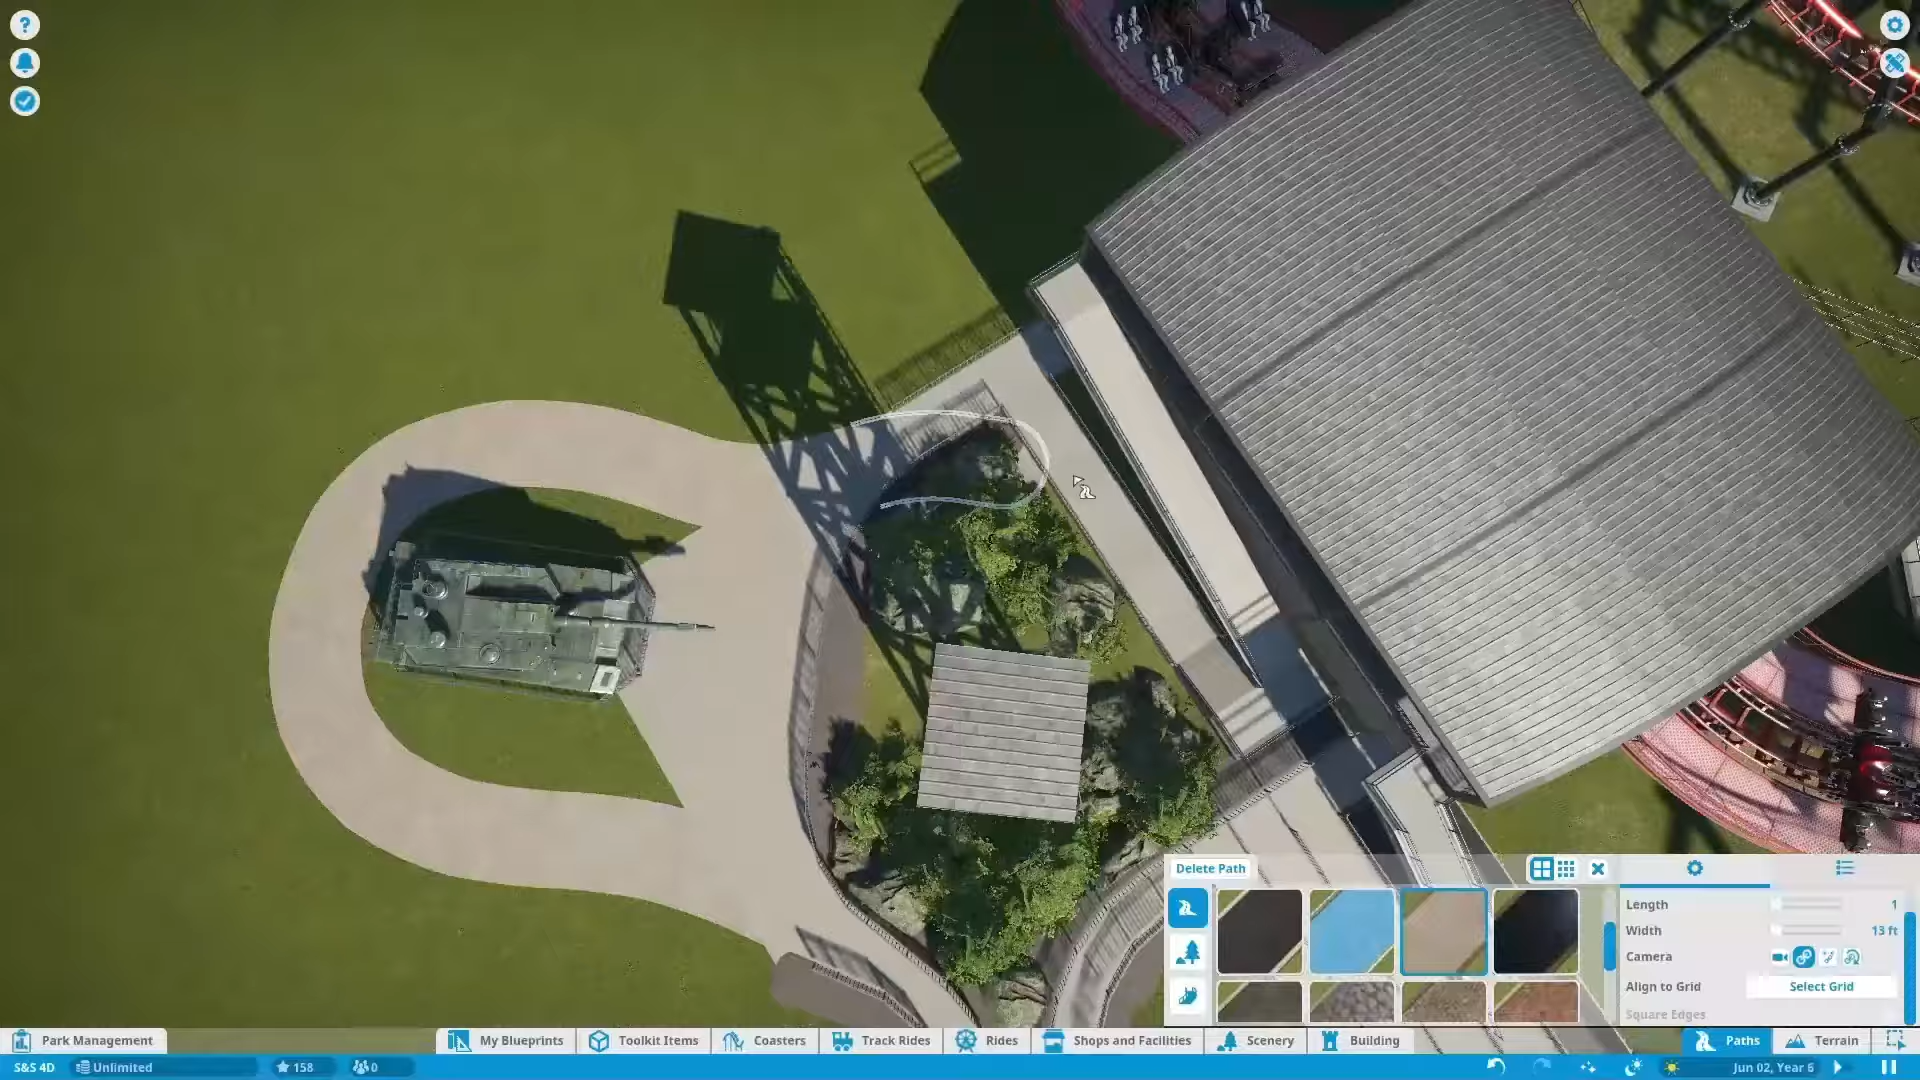 Delete Path
Length 1
Width 13 ft
Camera
Align to Grid Select Grid
Square Edges
Park Management My Blueprints Toolkit Items Coasters Track Rides Rides Shops and Facilities Scenery Building Paths Terrain
S&S 4D Unlimited 158 0 Jun 02, Year 6